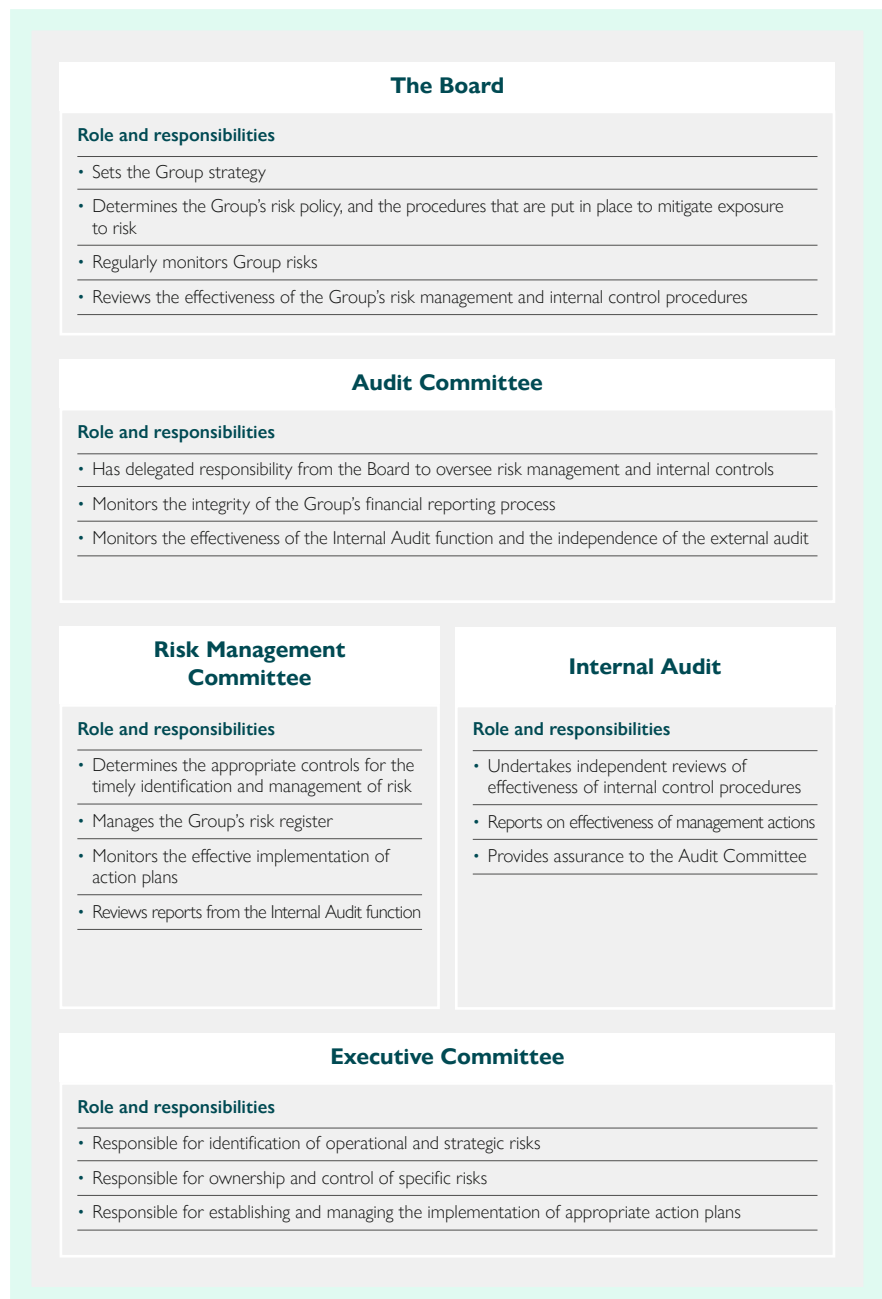 The Board
Role and responsibilities
• Sets the Group strategy
• Determines the Group’s risk policy, and the procedures that are put in place to mitigate exposure
to risk
• Regularly monitors Group risks
• Reviews the effectiveness of the Group’s risk management and internal control procedures
Audit Committee
Role and responsibilities
• Has delegated responsibility from the Board to oversee risk management and internal controls
• Monitors the integrity of the Group’s financial reporting process
• Monitors the effectiveness of the Internal Audit function and the independence of the external audit
Risk Management
Committee
Role and responsibilities
• Determines the appropriate controls for the
timely identification and management of risk
• Manages the Group’s risk register
• Monitors the effective implementation of
action plans
• Reviews reports from the Internal Audit function
Internal Audit
Role and responsibilities
• Undertakes independent reviews of
effectiveness of internal control procedures
• Reports on effectiveness of management actions
• Provides assurance to the Audit Committee
Executive Committee
Role and responsibilities
• Responsible for identification of operational and strategic risks
• Responsible for ownership and control of specific risks
• Responsible for establishing and managing the implementation of appropriate action plans